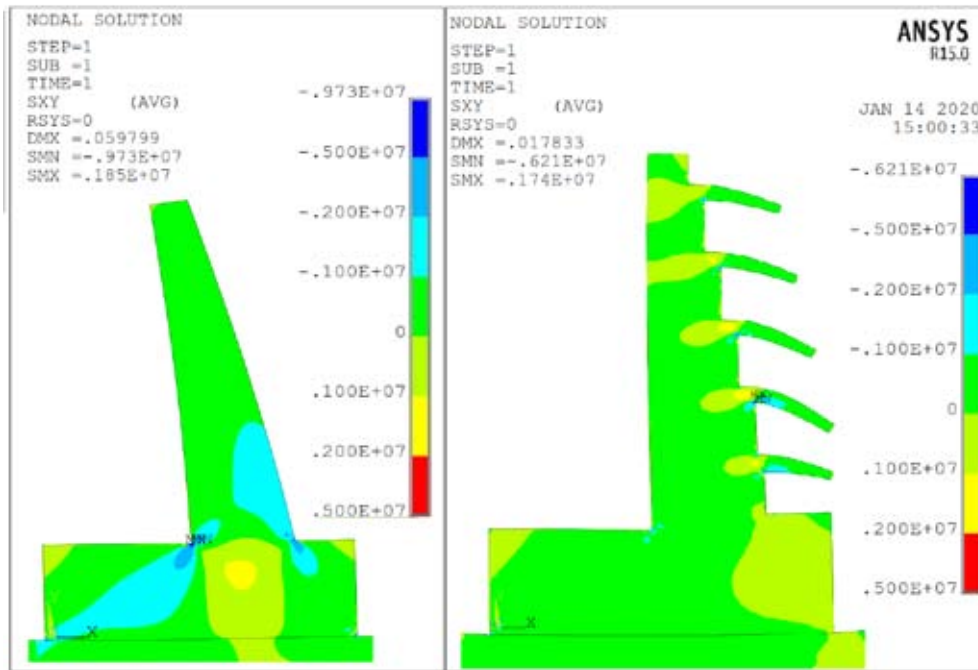 NODAL SOLUTION
STEP=1
SUB =1
TIME=1
SXY (AVG)
RSYS=0
DMX =.059799
SMN =-.973E+07
SMX =.185E+07
-.973E+07
-.500E+07
-.200E+07
-.100E+07
0
.100E+07
.200E+07
.500E+07
X
NODAL SOLUTION
STEP=1
SUB =1
TIME=1
SXY (AVG)
RSYS=0
DMX =.017833
SMN =-.621E+07
SMX =.174E+07
ANSYS
R15.0
JAN 14 2020
15:00:33
-.621E+07
-.500E+07
-.200E+07
-.100E+07
0
.100E+07
.200E+07
.500E+07
X